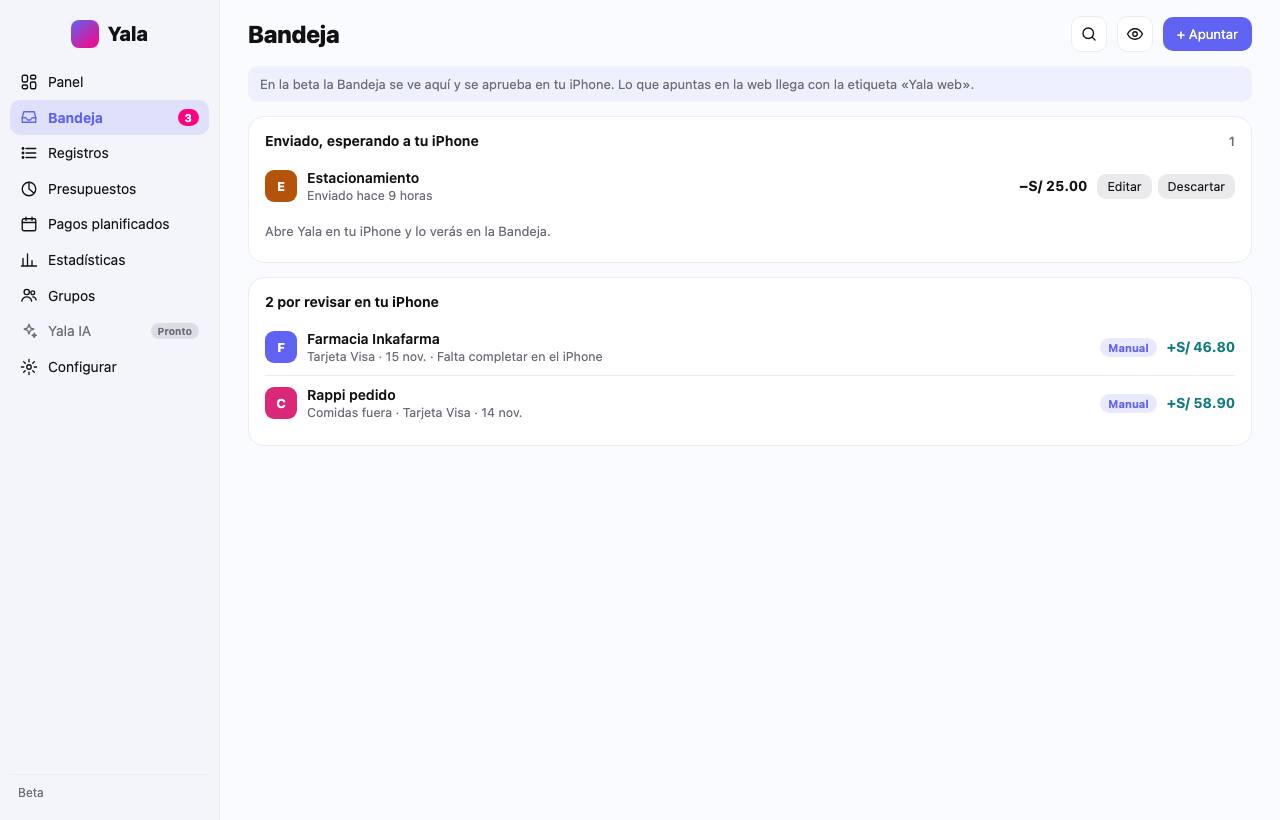 Yala
Panel
Bandeja
3
Registros
Presupuestos
Pagos planificados
Estadísticas
Grupos
Yala IA
Pronto
Configurar
Beta
Bandeja
+ Apuntar
En la beta la Bandeja se ve aquí y se aprueba en tu iPhone. Lo que apuntas en la web llega con la etiqueta «Yala web».
Enviado, esperando a tu iPhone
1
E
Estacionamiento
Enviado hace 9 horas
−S/ 25.00
Editar
Descartar
Abre Yala en tu iPhone y lo verás en la Bandeja.
2 por revisar en tu iPhone
F
Farmacia Inkafarma
Tarjeta Visa · 15 nov. · Falta completar en el iPhone
Manual
+S/ 46.80
C
Rappi pedido
Comidas fuera · Tarjeta Visa · 14 nov.
Manual
+S/ 58.90